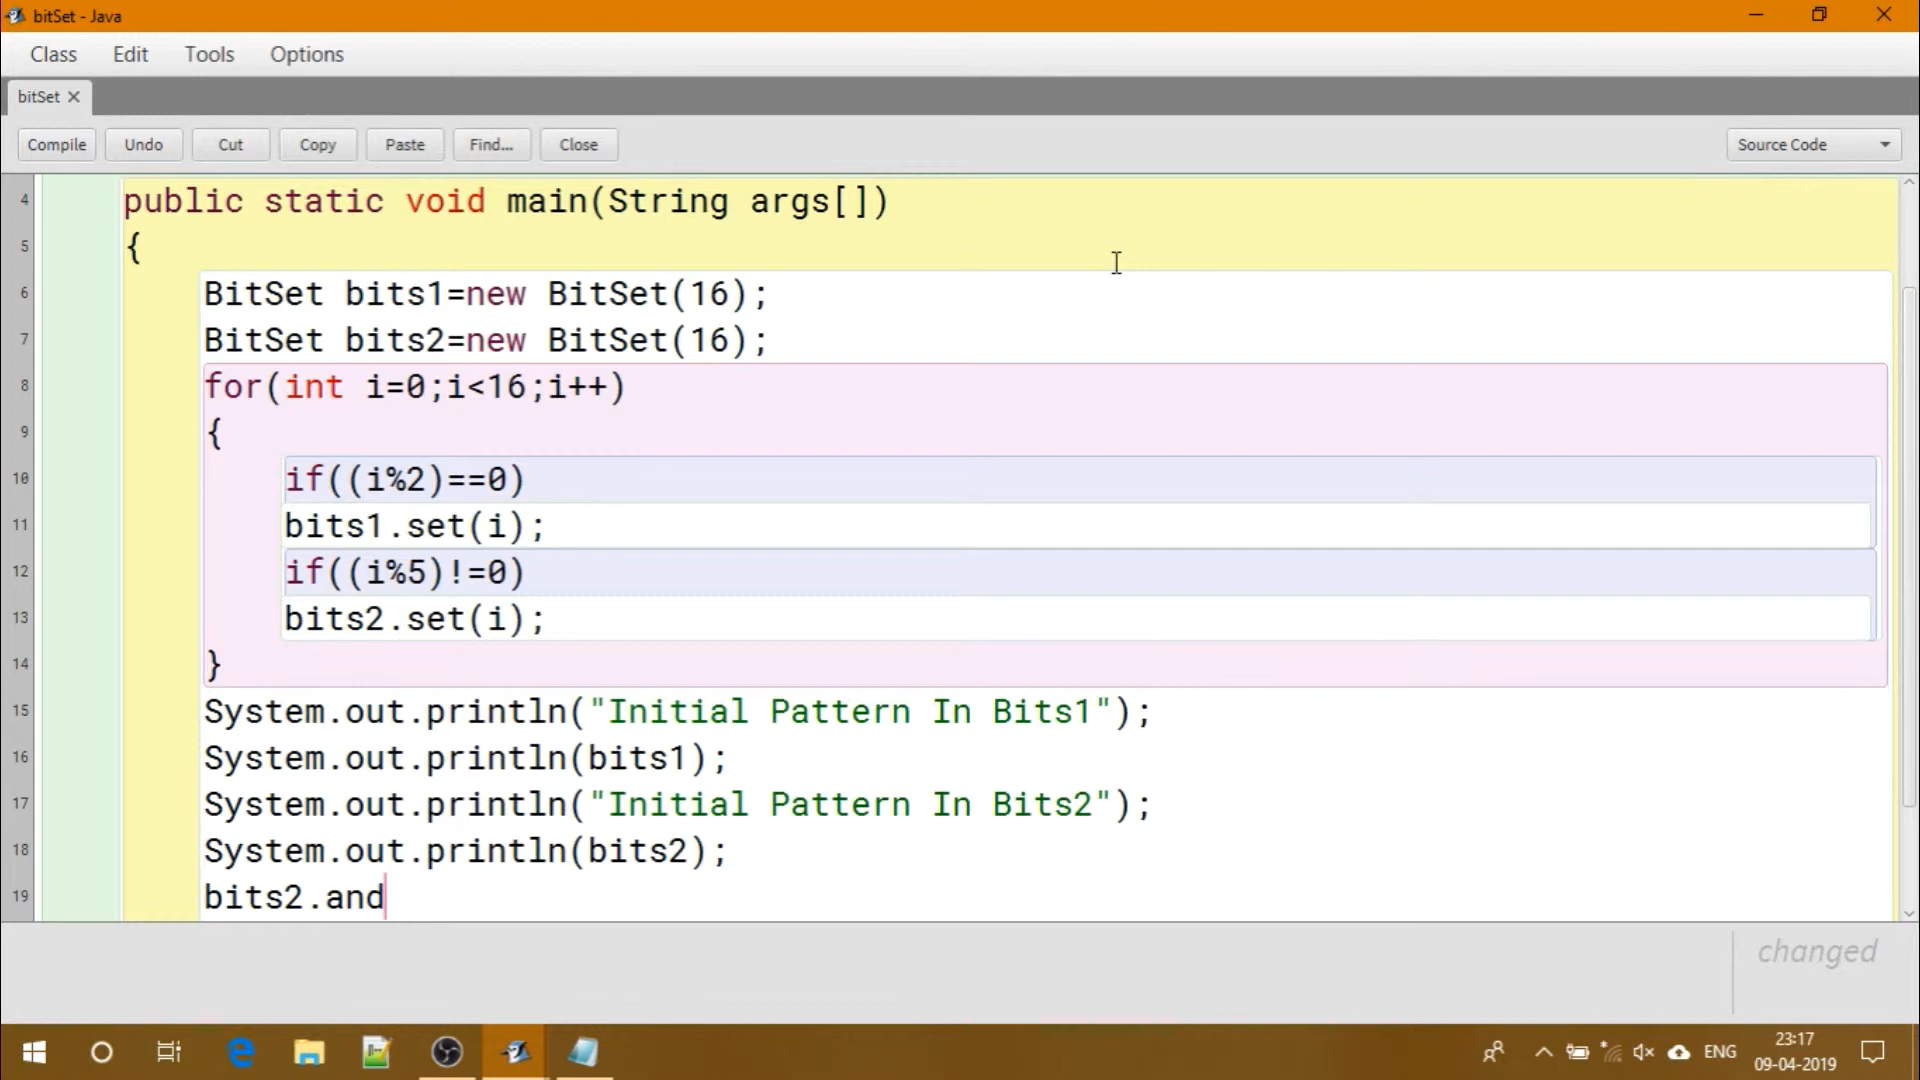 bitSet - Java
Class Edit Tools Options
bitSet
Compile Undo Cut Copy Paste Find... Close Source Code
4 public static void main(String args[])
5 {
6 BitSet bits1=new BitSet(16);
7 BitSet bits2=new BitSet(16);
8 for(int i=0;i<16;i++)
9 {
10 if((i%2)==0)
11 bits1.set(i);
12 if((i%5)!=0)
13 bits2.set(i);
14 }
15 System.out.println("Initial Pattern In Bits1");
16 System.out.println(bits1);
17 System.out.println("Initial Pattern In Bits2");
18 System.out.println(bits2);
19 bits2.and
changed
ENG
23:17
09-04-2019